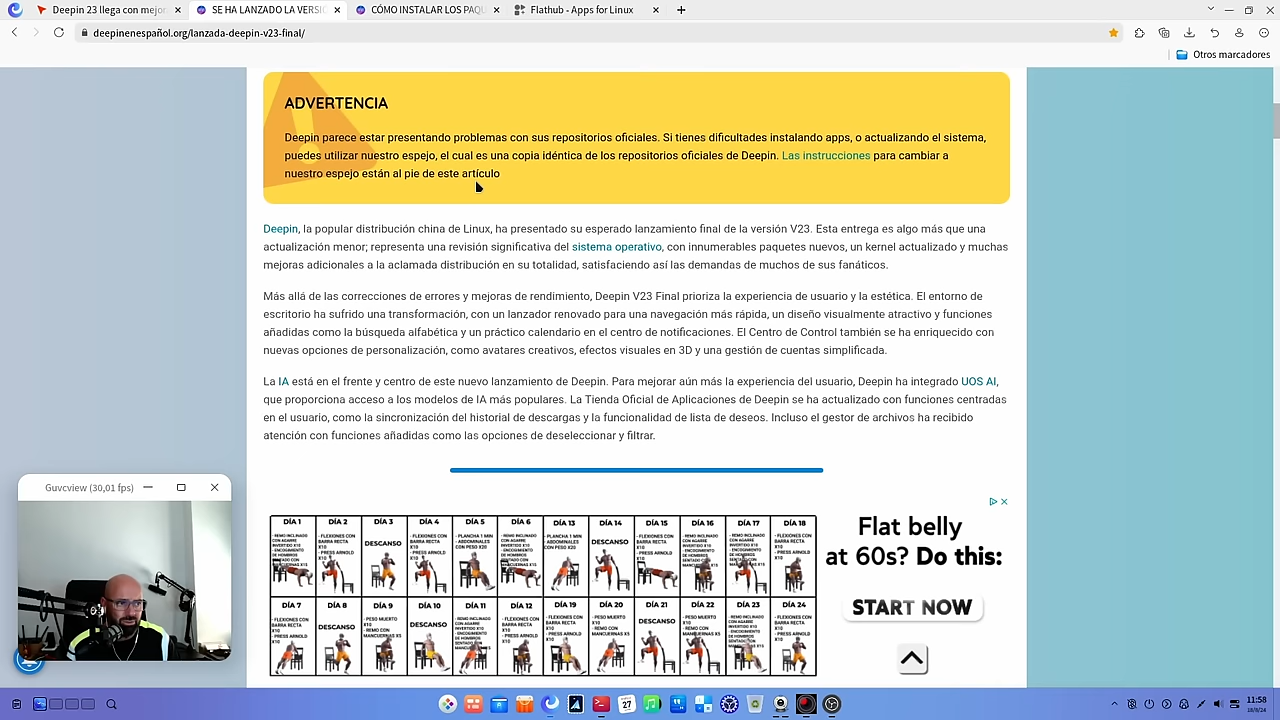 Deepin 23 llega con mejor
SE HA LANZADO LA VERSI
CÓMO INSTALAR LOS PAQU
Flathub - Apps for Linux
deepinenespañol.org/lanzada-deepin-v23-final/
Otros marcadores
ADVERTENCIA
Deepin parece estar presentando problemas con sus repositorios oficiales. Si tienes dificultades instalando apps, o actualizando el sistema,
puedes utilizar nuestro espejo, el cual es una copia idéntica de los repositorios oficiales de Deepin. Las instrucciones para cambiar a
nuestro espejo están al pie de este artículo
Deepin, la popular distribución china de Linux, ha presentado su esperado lanzamiento final de la versión V23. Esta entrega es algo más que una
actualización menor; representa una revisión significativa del sistema operativo, con innumerables paquetes nuevos, un kernel actualizado y muchas
mejoras adicionales a la aclamada distribución en su totalidad, satisfaciendo así las demandas de muchos de sus fanáticos.
Más allá de las correcciones de errores y mejoras de rendimiento, Deepin V23 Final prioriza la experiencia de usuario y la estética. El entorno de
escritorio ha sufrido una transformación, con un lanzador renovado para una navegación más rápida, un diseño visualmente atractivo y funciones
añadidas como la búsqueda alfabética y un práctico calendario en el centro de notificaciones. El Centro de Control también se ha enriquecido con
nuevas opciones de personalización, como avatares creativos, efectos visuales en 3D y una gestión de cuentas simplificada.
La IA está en el frente y centro de este nuevo lanzamiento de Deepin. Para mejorar aún más la experiencia del usuario, Deepin ha integrado UOS AI,
que proporciona acceso a los modelos de IA más populares. La Tienda Oficial de Aplicaciones de Deepin se ha actualizado con funciones centradas
en el usuario, como la sincronización del historial de descargas y la funcionalidad de lista de deseos. Incluso el gestor de archivos ha recibido
atención con funciones añadidas como las opciones de deseleccionar y filtrar.
Guvcview (30,01 fps)
DÍA 1 DÍA 2 DÍA 3 DÍA 4 DÍA 5 DÍA 6 DÍA 13 DÍA 14 DÍA 15 DÍA 16 DÍA 17 DÍA 18
DESCANSO
DESCANSO
DÍA 7 DÍA 8 DÍA 9 DÍA 10 DÍA 11 DÍA 12 DÍA 19 DÍA 20 DÍA 21 DÍA 22 DÍA 23 DÍA 24
DESCANSO
DESCANSO
DESCANSO
Flat belly
at 60s? Do this:
START NOW
27
11:58
18/8/24